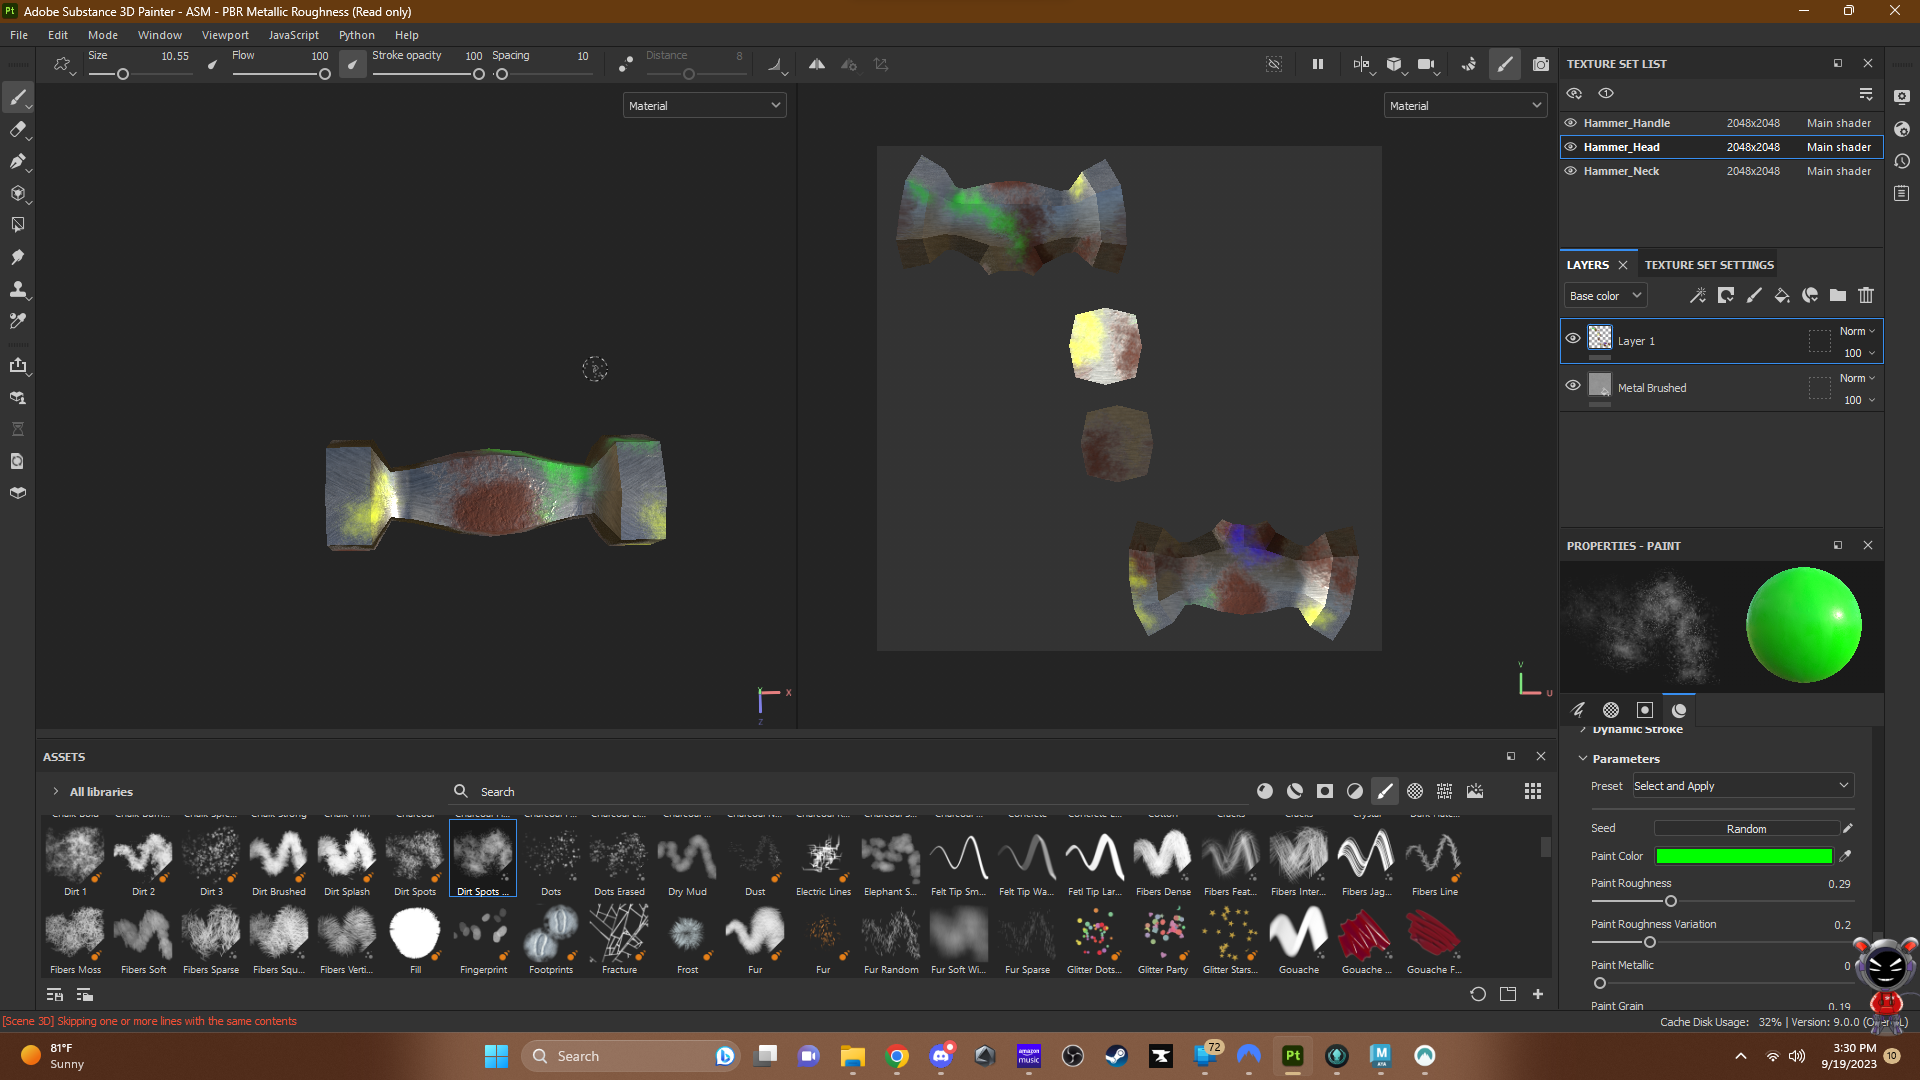 Pt Adobe Substance 3D Painter - ASM - PBR Metallic Roughness (Read only)
File Edit Mode Window Viewport JavaScript Python Help
Size 10.55 Flow 100 Stroke opacity 100 Spacing 10 Distance 8
Material
Material
X
Z
V
U
TEXTURE SET LIST
Hammer_Handle 2048x2048 Main shader
Hammer_Head 2048x2048 Main shader
Hammer_Neck 2048x2048 Main shader
LAYERS TEXTURE SET SETTINGS
Base color
Layer 1 Norm 100
Metal Brushed Norm 100
PROPERTIES - PAINT
Dynamic Stroke
Parameters
Preset Select and Apply
Seed Random
Paint Color
Paint Roughness 0.29
Paint Roughness Variation 0.2
Paint Metallic 0
Paint Grain 0.19
ASSETS
All libraries Search
Dirt 1 Dirt 2 Dirt 3 Dirt Brushed Dirt Splash Dirt Spots Dirt Spots ... Dots Dots Erased Dry Mud Dust Electric Lines Elephant S... Felt Tip Sm... Felt Tip Wa... Fetl Tip Lar... Fibers Dense Fibers Feat... Fibers Inter... Fibers Jag... Fibers Line
Fibers Moss Fibers Soft Fibers Sparse Fibers Squ... Fibers Verti... Fill Fingerprint Footprints Fracture Frost Fur Fur Fur Random Fur Soft Wi... Fur Sparse Glitter Dots... Glitter Party Glitter Stars... Gouache Gouache ... Gouache F...
[Scene 3D] Skipping one or more lines with the same contents
Cache Disk Usage: 32% | Version: 9.0.0
81°F
Sunny
Search
amazon music
72
Pt
M
3:30 PM
9/19/2023
10